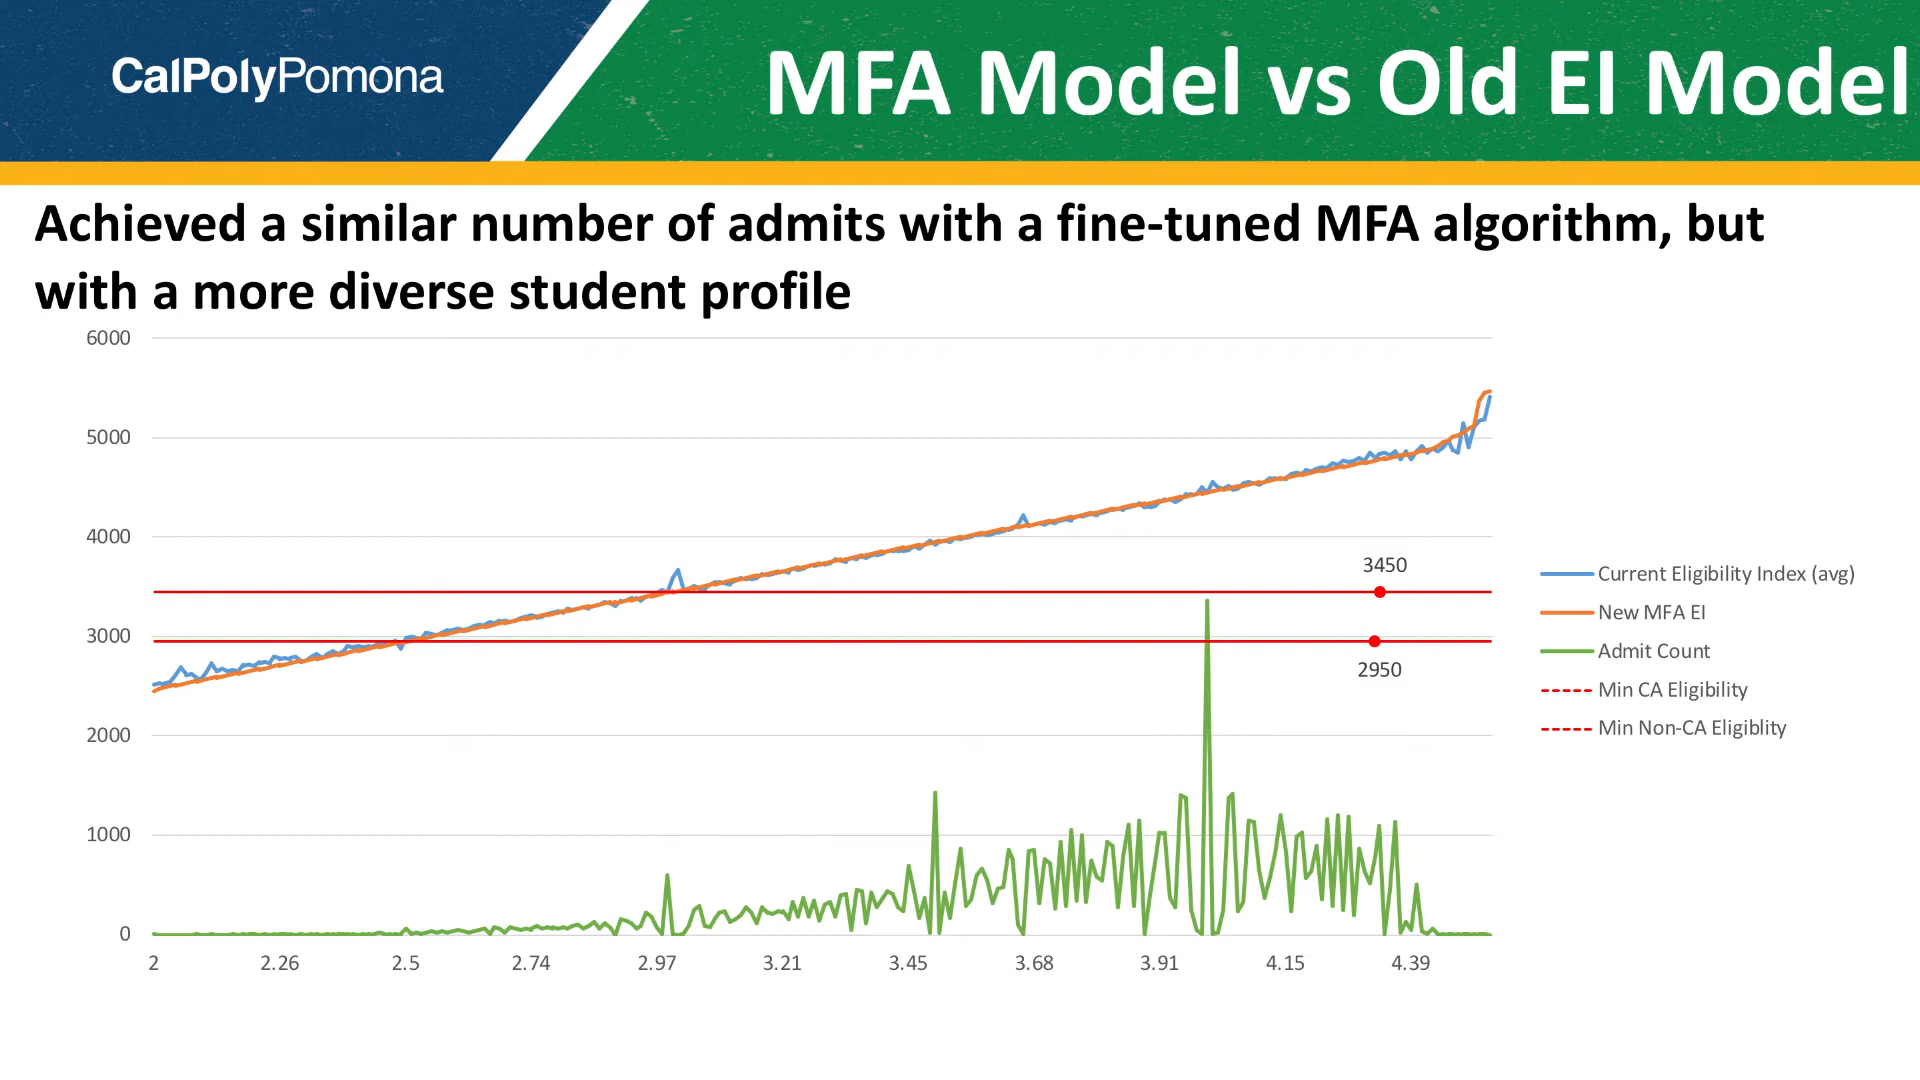 CalPolyPomona
MFA Model vs Old EI Model
Achieved a similar number of admits with a fine-tuned MFA algorithm, but
with a more diverse student profile
6000
5000
4000
3000
2000
1000
0
3450
2950
2
2.26
2.5
2.74
2.97
3.21
3.45
3.68
3.91
4.15
4.39
Current Eligibility Index (avg)
New MFA EI
Admit Count
Min CA Eligibility
Min Non-CA Eligiblity